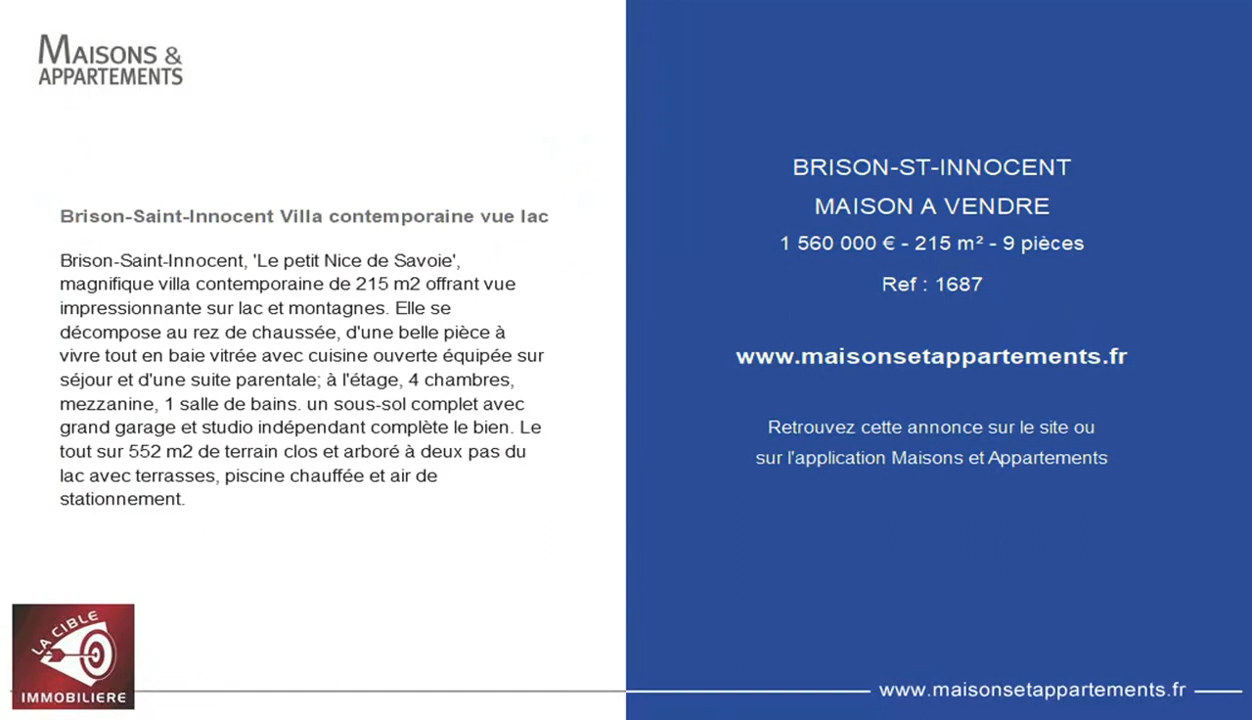 MAISONS &
APPARTEMENTS
Brison-Saint-Innocent Villa contemporaine vue lac
Brison-Saint-Innocent, 'Le petit Nice de Savoie',
magnifique villa contemporaine de 215 m2 offrant vue
impressionnante sur lac et montagnes. Elle se
décompose au rez de chaussée, d'une belle pièce à
vivre tout en baie vitrée avec cuisine ouverte équipée sur
séjour et d'une suite parentale; à l'étage, 4 chambres,
mezzanine, 1 salle de bains. un sous-sol complet avec
grand garage et studio indépendant complète le bien. Le
tout sur 552 m2 de terrain clos et arboré à deux pas du
lac avec terrasses, piscine chauffée et air de
stationnement.
LA CIBLE
IMMOBILIERE
BRISON-ST-INNOCENT
MAISON A VENDRE
1 560 000 € - 215 m² - 9 pièces
Ref : 1687
www.maisonsetappartements.fr
Retrouvez cette annonce sur le site ou
sur l'application Maisons et Appartements
www.maisonsetappartements.fr